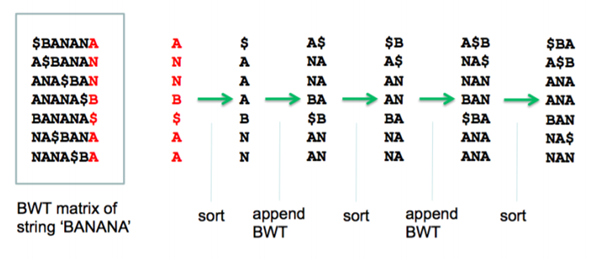 $BANANA A $ A$ $B A$B $BA
A$BANAN N A NA A$ NA$ A$B
ANA$BAN N A NA AN NAN ANA
ANANA$B B A BA AN BAN ANA
BANANA$ $ B $B BA $BA BAN
NA$BANA A N AN NA ANA NA$
NANA$BA A N AN NA ANA NAN
BWT matrix of
string ‘BANANA’
sort append sort append sort
BWT BWT